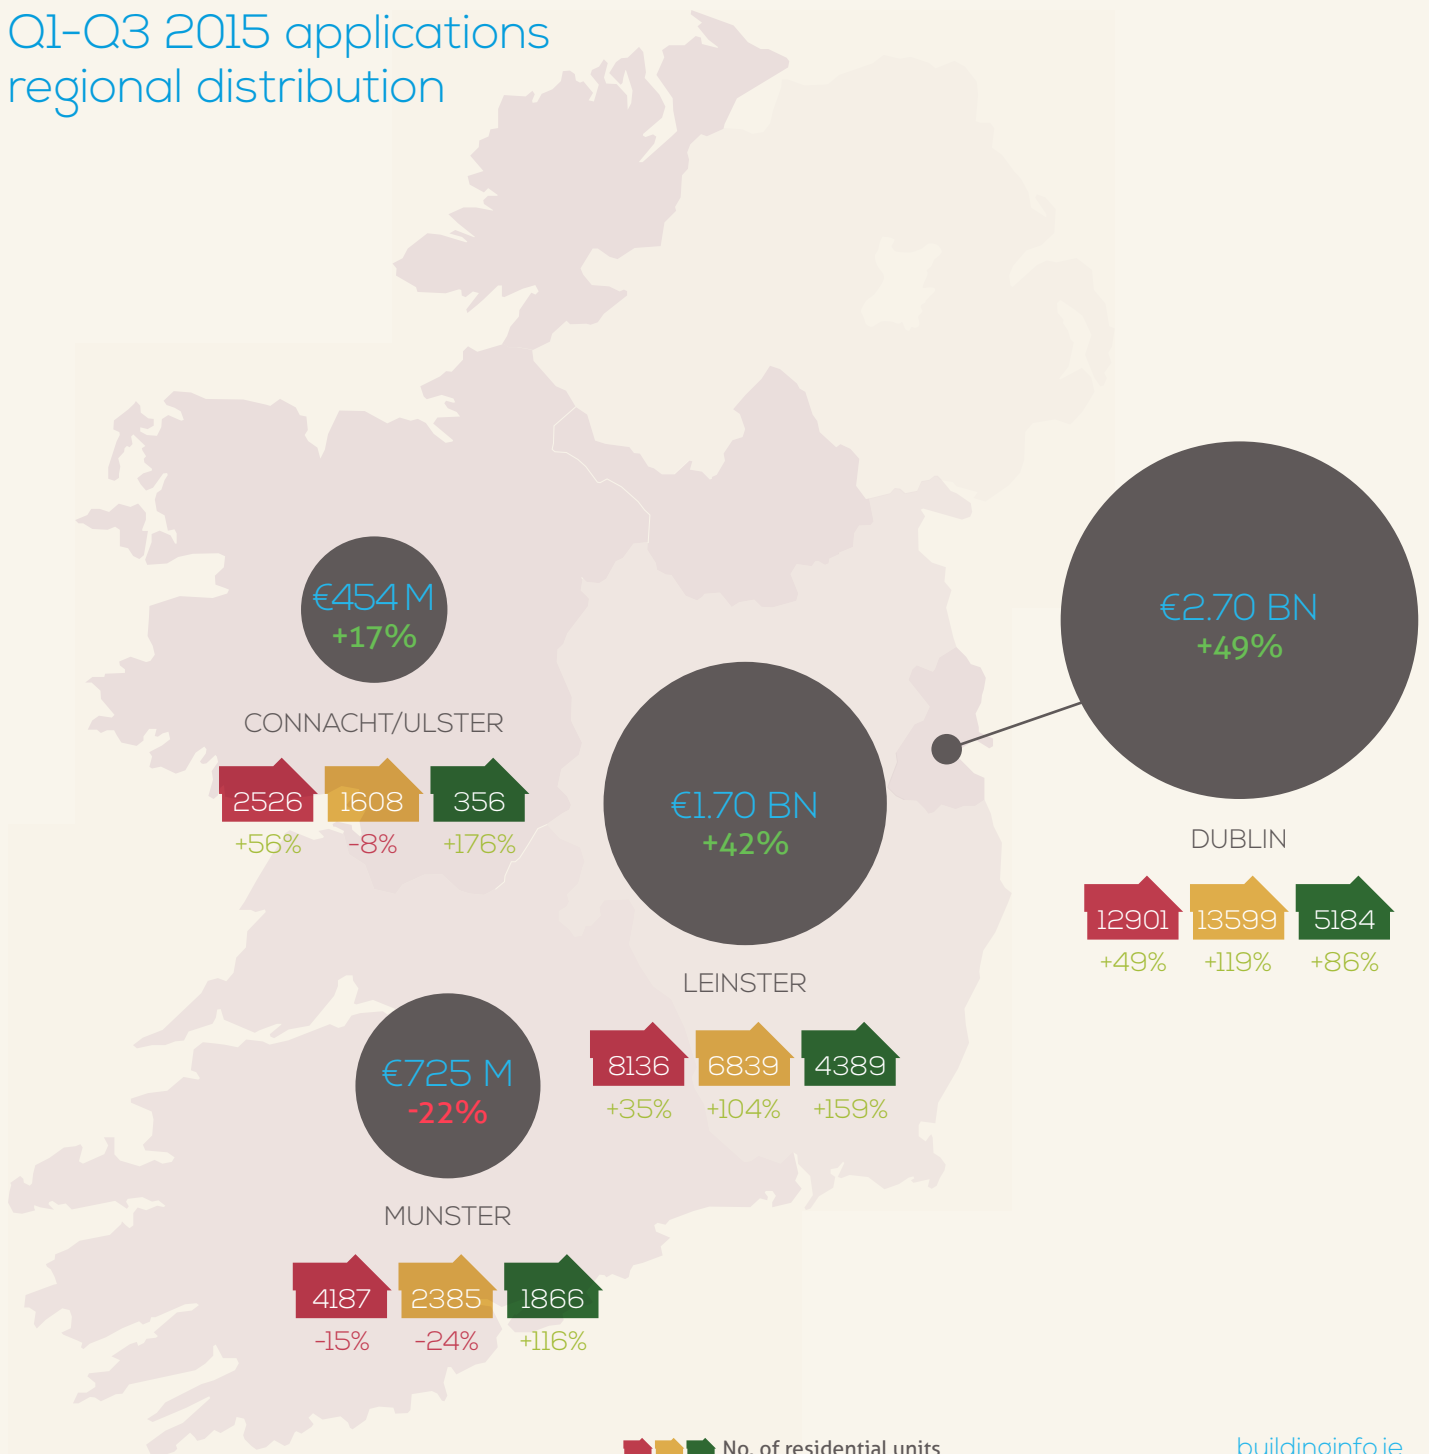 Q1-Q3 2015 applications
regional distribution
€454 M
+17%
CONNACHT/ULSTER
2526 1608 356
+56% -8% +176%
€2.70 BN
+49%
DUBLIN
12901 13599 5184
+49% +119% +86%
€1.70 BN
+42%
LEINSTER
8136 6839 4389
+35% +104% +159%
€725 M
-22%
MUNSTER
4187 2385 1866
-15% -24% +116%
No. of residential units
buildinginfo.ie